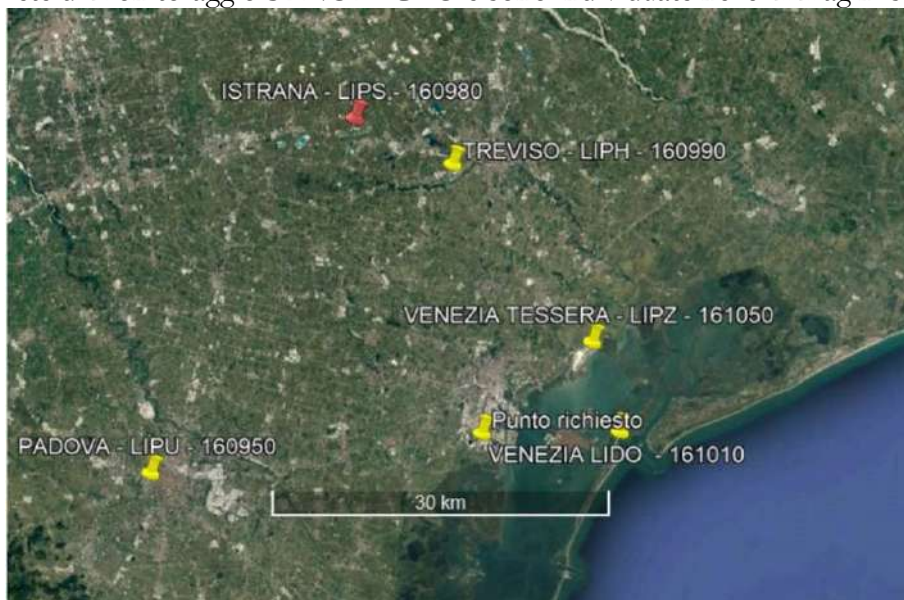 ISTRANA - LIPS - 160980
TREVISO - LIPH - 160990
VENEZIA TESSERA - LIPZ - 161050
Punto richiesto
PADOVA - LIPU - 160950
VENEZIA LIDO - 161010
30 km